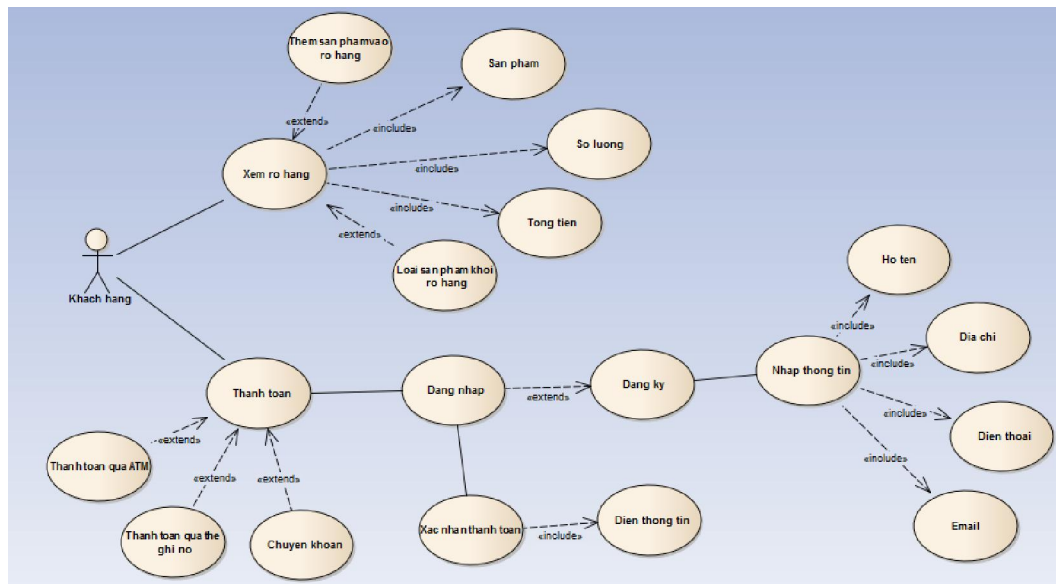 Them san phamvao
ro hang
San pham
«extend»
«include»
So luong
Xem ro hang
«include»
«include»
Tong tien
«extend»
Loai san pham khoi
ro hang
Khach hang
Ho ten
«include»
Dia chi
Nhap thong tin
«include»
Thanh toan
Dang nhap
«extend»
Dang ky
«include»
Dien thoai
«extend»
«include»
Thanh toan qua ATM
«extend»
«extend»
Thanh toan qua the
ghi no
Chuyen khoan
Xac nhan thanh toan
«include»
Dien thong tin
Email